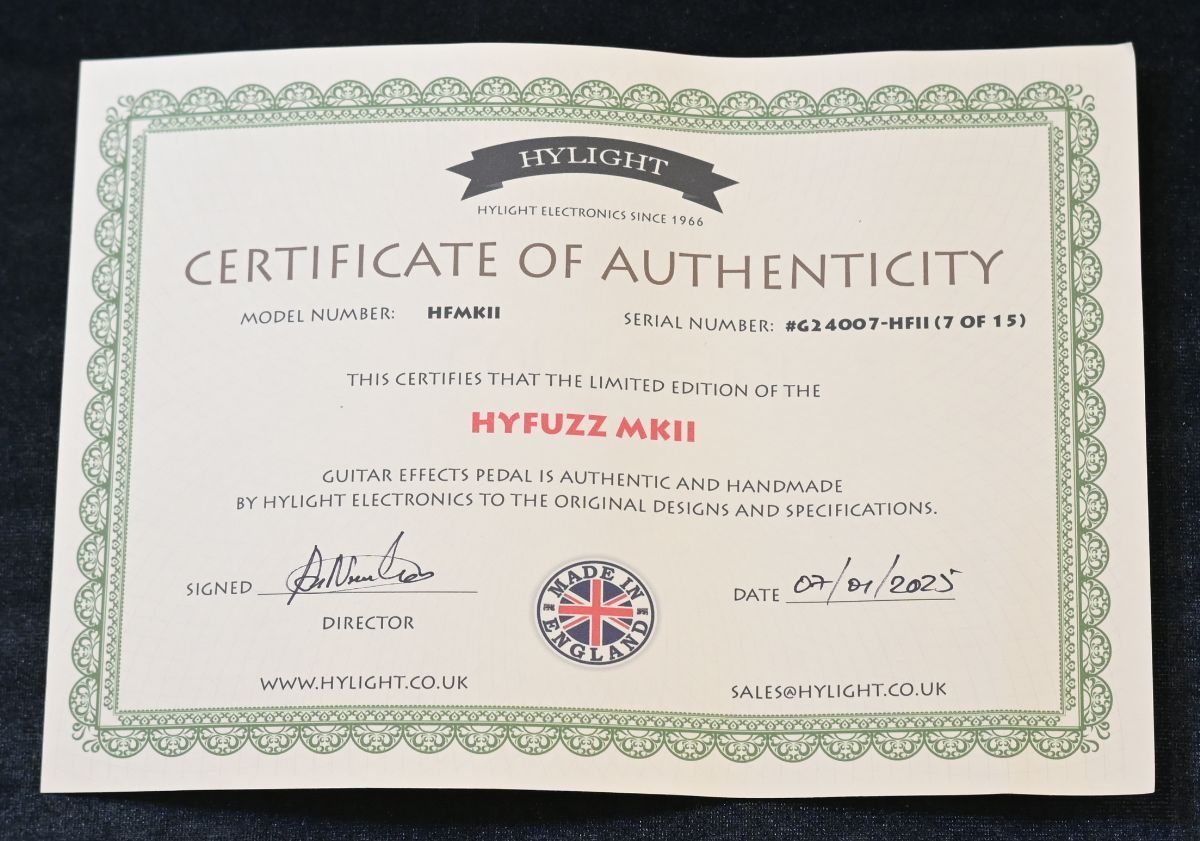 HYLIGHT
HYLIGHT ELECTRONICS SINCE 1966
CERTIFICATE OF AUTHENTICITY
MODEL NUMBER: HFMKII
SERIAL NUMBER: #G24007-HFII (7 OF 15)
THIS CERTIFIES THAT THE LIMITED EDITION OF THE
HYFUZZ MKII
GUITAR EFFECTS PEDAL IS AUTHENTIC AND HANDMADE
BY HYLIGHT ELECTRONICS TO THE ORIGINAL DESIGNS AND SPECIFICATIONS.
SIGNED
DIRECTOR
MADE IN
ENGLAND
DATE 07/01/2025
WWW.HYLIGHT.CO.UK
SALES@HYLIGHT.CO.UK